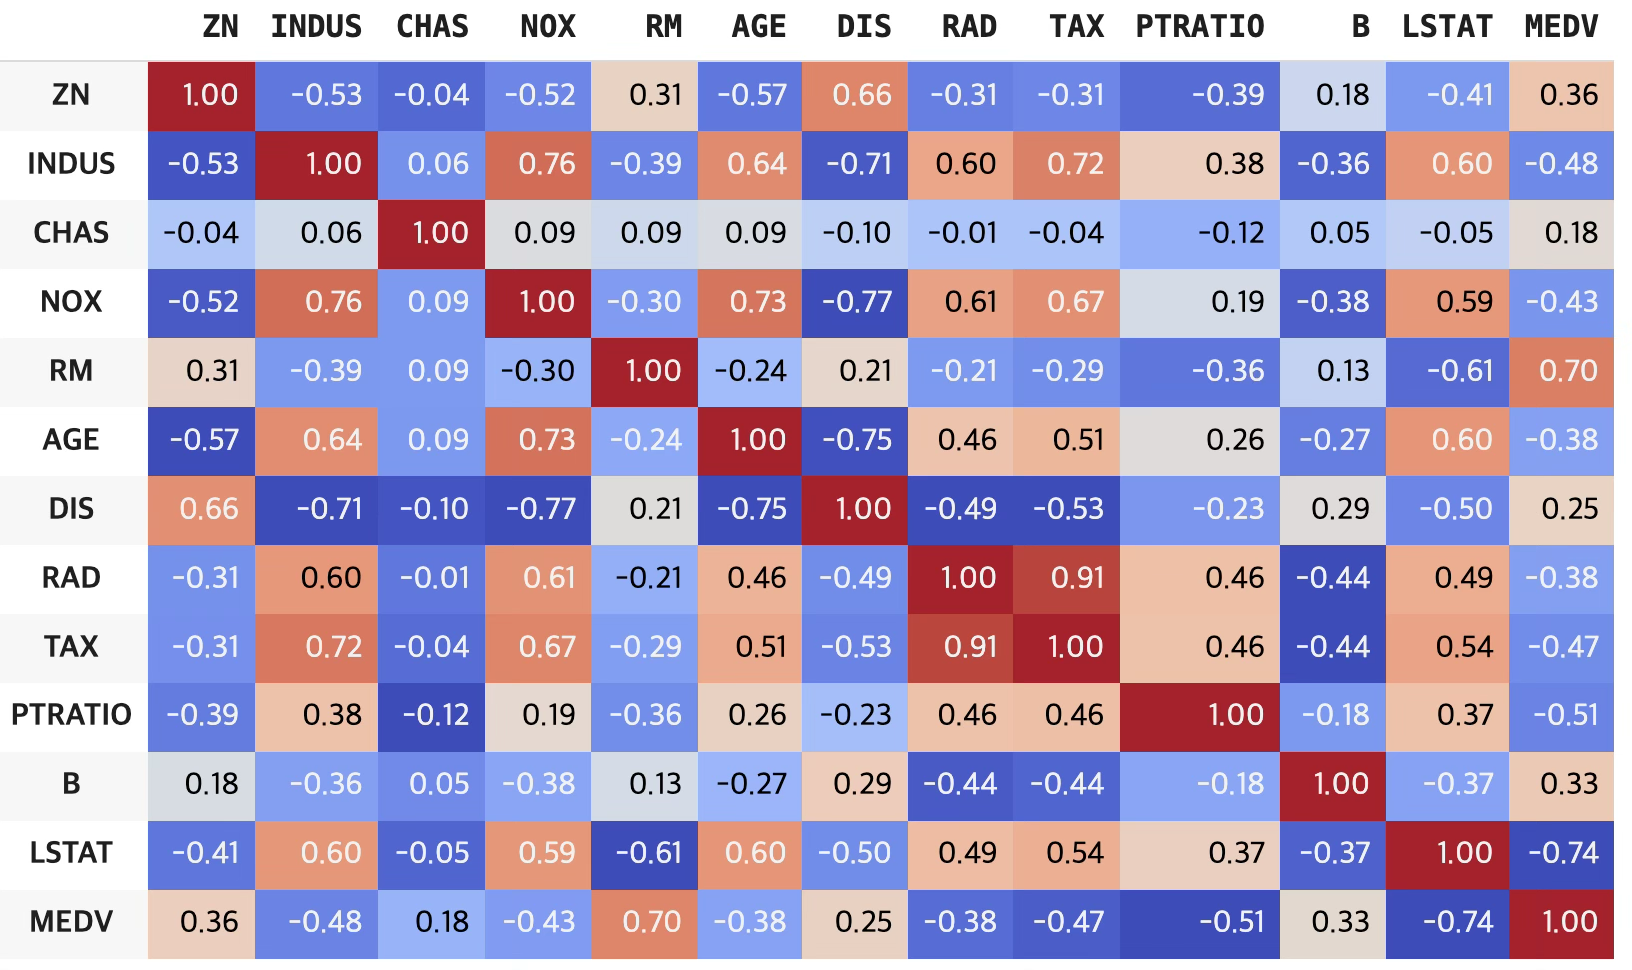 ZN INDUS CHAS NOX RM AGE DIS RAD TAX PTRATIO B LSTAT MEDV
ZN 1.00 −0.53 −0.04 −0.52 0.31 −0.57 0.66 −0.31 −0.31 −0.39 0.18 −0.41 0.36
INDUS −0.53 1.00 0.06 0.76 −0.39 0.64 −0.71 0.60 0.72 0.38 −0.36 0.60 −0.48
CHAS −0.04 0.06 1.00 0.09 0.09 0.09 −0.10 −0.01 −0.04 −0.12 0.05 −0.05 0.18
NOX −0.52 0.76 0.09 1.00 −0.30 0.73 −0.77 0.61 0.67 0.19 −0.38 0.59 −0.43
RM 0.31 −0.39 0.09 −0.30 1.00 −0.24 0.21 −0.21 −0.29 −0.36 0.13 −0.61 0.70
AGE −0.57 0.64 0.09 0.73 −0.24 1.00 −0.75 0.46 0.51 0.26 −0.27 0.60 −0.38
DIS 0.66 −0.71 −0.10 −0.77 0.21 −0.75 1.00 −0.49 −0.53 −0.23 0.29 −0.50 0.25
RAD −0.31 0.60 −0.01 0.61 −0.21 0.46 −0.49 1.00 0.91 0.46 −0.44 0.49 −0.38
TAX −0.31 0.72 −0.04 0.67 −0.29 0.51 −0.53 0.91 1.00 0.46 −0.44 0.54 −0.47
PTRATIO −0.39 0.38 −0.12 0.19 −0.36 0.26 −0.23 0.46 0.46 1.00 −0.18 0.37 −0.51
B 0.18 −0.36 0.05 −0.38 0.13 −0.27 0.29 −0.44 −0.44 −0.18 1.00 −0.37 0.33
LSTAT −0.41 0.60 −0.05 0.59 −0.61 0.60 −0.50 0.49 0.54 0.37 −0.37 1.00 −0.74
MEDV 0.36 −0.48 0.18 −0.43 0.70 −0.38 0.25 −0.38 −0.47 −0.51 0.33 −0.74 1.00